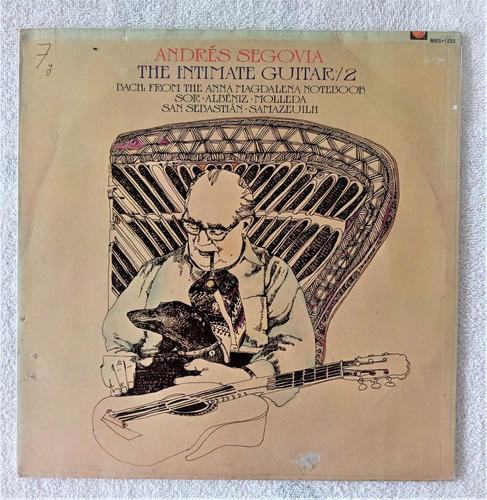 MRS-1233
7
J
ANDRÉS SEGOVIA
THE INTIMATE GUITAR/2
BACH: FROM THE ANNA MAGDALENA NOTEBOOK
SOR · ALBÉNIZ · MOLLEDA
SAN SEBASTIÁN · SAMAZEUILH